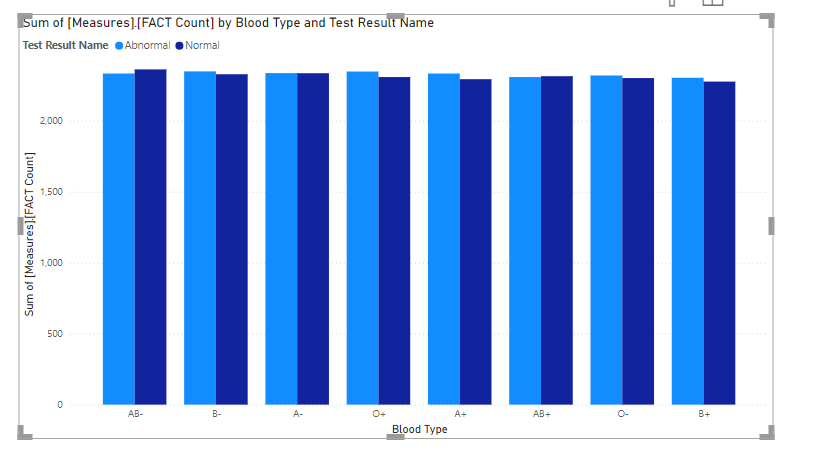 Sum of [Measures].[FACT Count] by Blood Type and Test Result Name
Test Result Name Abnormal Normal
Sum of [Measures].[FACT Count]
2,000
1,500
1,000
500
0
AB- B- A- O+ A+ AB+ O- B+
Blood Type